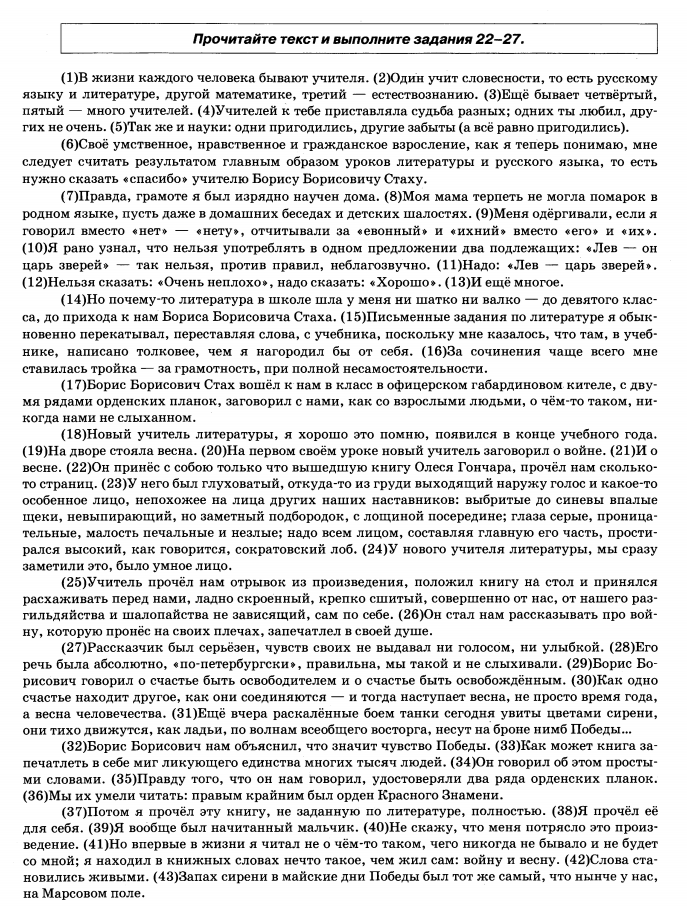 Прочитайте текст и выполните задания 22–27.
(1)В жизни каждого человека бывают учителя. (2)Один учит словесности, то есть русскому
языку и литературе, другой математике, третий — естествознанию. (3)Ещё бывает четвёртый,
пятый — много учителей. (4)Учителей к тебе приставляла судьба разных; одних ты любил, дру-
гих не очень. (5)Так же и науки: одни пригодились, другие забыты (а всё равно пригодились).
(6)Своё умственное, нравственное и гражданское взросление, как я теперь понимаю, мне
следует считать результатом главным образом уроков литературы и русского языка, то есть
нужно сказать «спасибо» учителю Борису Борисовичу Стаху.
(7)Правда, грамоте я был изрядно научен дома. (8)Моя мама терпеть не могла помарок в
родном языке, пусть даже в домашних беседах и детских шалостях. (9)Меня одёргивали, если я
говорил вместо «нет» — «нету», отчитывали за «евонный» и «ихний» вместо «его» и «их».
(10)Я рано узнал, что нельзя употреблять в одном предложении два подлежащих: «Лев — он
царь зверей» — так нельзя, против правил, неблагозвучно. (11)Надо: «Лев — царь зверей».
(12)Нельзя сказать: «Очень неплохо», надо сказать: «Хорошо». (13)И ещё многое.
(14)Но почему-то литература в школе шла у меня ни шатко ни валко — до девятого клас-
са, до прихода к нам Бориса Борисовича Стаха. (15)Письменные задания по литературе я обык-
новенно перекатывал, переставляя слова, с учебника, поскольку мне казалось, что там, в учеб-
нике, написано толковее, чем я нагородил бы от себя. (16)За сочинения чаще всего мне
ставилась тройка — за грамотность, при полной несамостоятельности.
(17)Борис Борисович Стах вошёл к нам в класс в офицерском габардиновом кителе, с дву-
мя рядами орденских планок, заговорил с нами, как со взрослыми людьми, о чём-то таком, ни-
когда нами не слыханном.
(18)Новый учитель литературы, я хорошо это помню, появился в конце учебного года.
(19)На дворе стояла весна. (20)На первом своём уроке новый учитель заговорил о войне. (21)И о
весне. (22)Он принёс с собою только что вышедшую книгу Олеся Гончара, прочёл нам сколько-
то страниц. (23)У него был глуховатый, откуда-то из груди выходящий наружу голос и какое-то
особенное лицо, непохожее на лица других наших наставников: выбритые до синевы впалые
щеки, невыпирающий, но заметный подбородок, с лощиной посередине; глаза серые, проница-
тельные, малость печальные и незлые; надо всем лицом, составляя главную его часть, прости-
рался высокий, как говорится, сократовский лоб. (24)У нового учителя литературы, мы сразу
заметили это, было умное лицо.
(25)Учитель прочёл нам отрывок из произведения, положил книгу на стол и принялся
расхаживать перед нами, ладно скроенный, крепко сшитый, совершенно от нас, от нашего раз-
гильдяйства и шалопайства не зависящий, сам по себе. (26)Он стал нам рассказывать про вой-
ну, которую пронёс на своих плечах, запечатлел в своей душе.
(27)Рассказчик был серьёзен, чувств своих не выдавал ни голосом, ни улыбкой. (28)Его
речь была абсолютно, «по-петербургски», правильна, мы такой и не слыхивали. (29)Борис Бо-
рисович говорил о счастье быть освободителем и о счастье быть освобождённым. (30)Как одно
счастье находит другое, как они соединяются — и тогда наступает весна, не просто время года,
а весна человечества. (31)Ещё вчера раскалённые боем танки сегодня увиты цветами сирени,
они тихо движутся, как ладьи, по волнам всеобщего восторга, несут на броне нимб Победы...
(32)Борис Борисович нам объяснил, что значит чувство Победы. (33)Как может книга за-
печатлеть в себе миг ликующего единства многих тысяч людей. (34)Он говорил об этом просты-
ми словами. (35)Правду того, что он нам говорил, удостоверяли два ряда орденских планок.
(36)Мы их умели читать: правым крайним был орден Красного Знамени.
(37)Потом я прочёл эту книгу, не заданную по литературе, полностью. (38)Я прочёл её
для себя. (39)Я вообще был начитанный мальчик. (40)Не скажу, что меня потрясло это произ-
ведение. (41)Но впервые в жизни я читал не о чём-то таком, чего никогда не бывало и не будет
со мной; я находил в книжных словах нечто такое, чем жил сам: войну и весну. (42)Слова ста-
новились живыми. (43)Запах сирени в майские дни Победы был тот же самый, что нынче у нас,
на Марсовом поле.